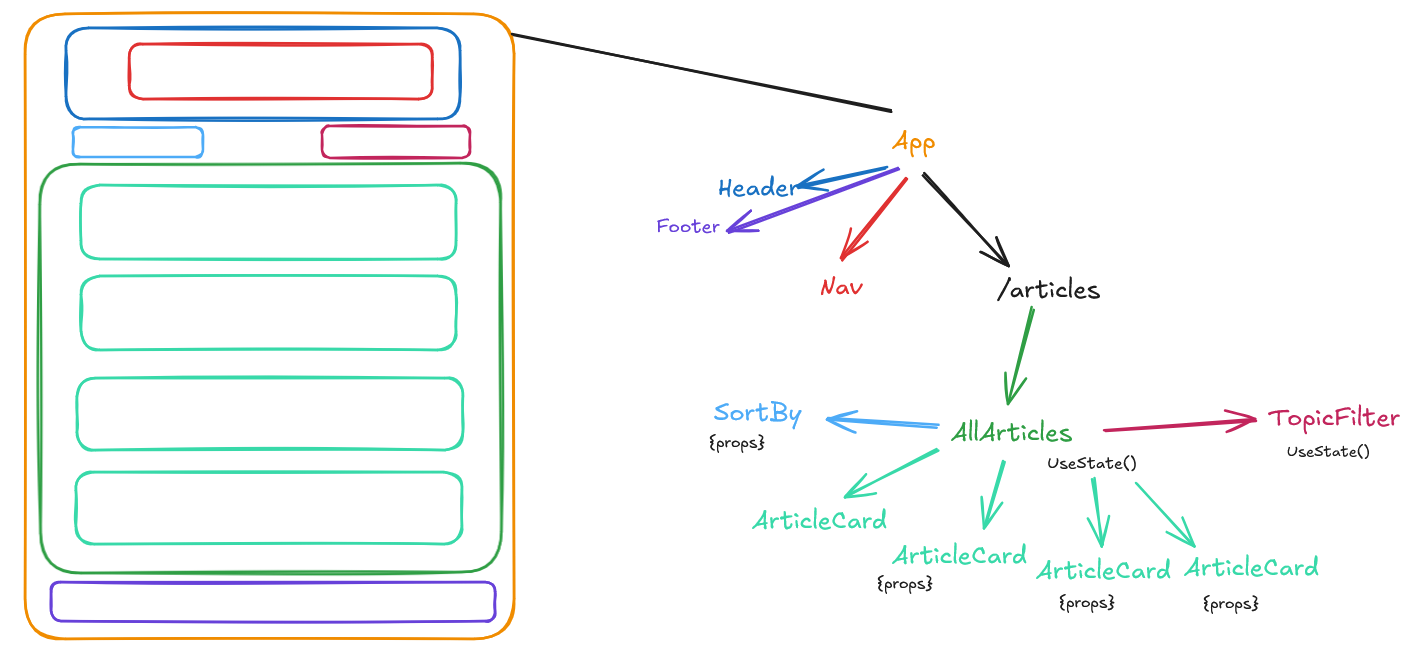 App
Header
Footer
Nav
/articles
SortBy
{props}
AllArticles
UseState()
TopicFilter
UseState()
ArticleCard
ArticleCard
{props}
ArticleCard
{props}
ArticleCard
{props}